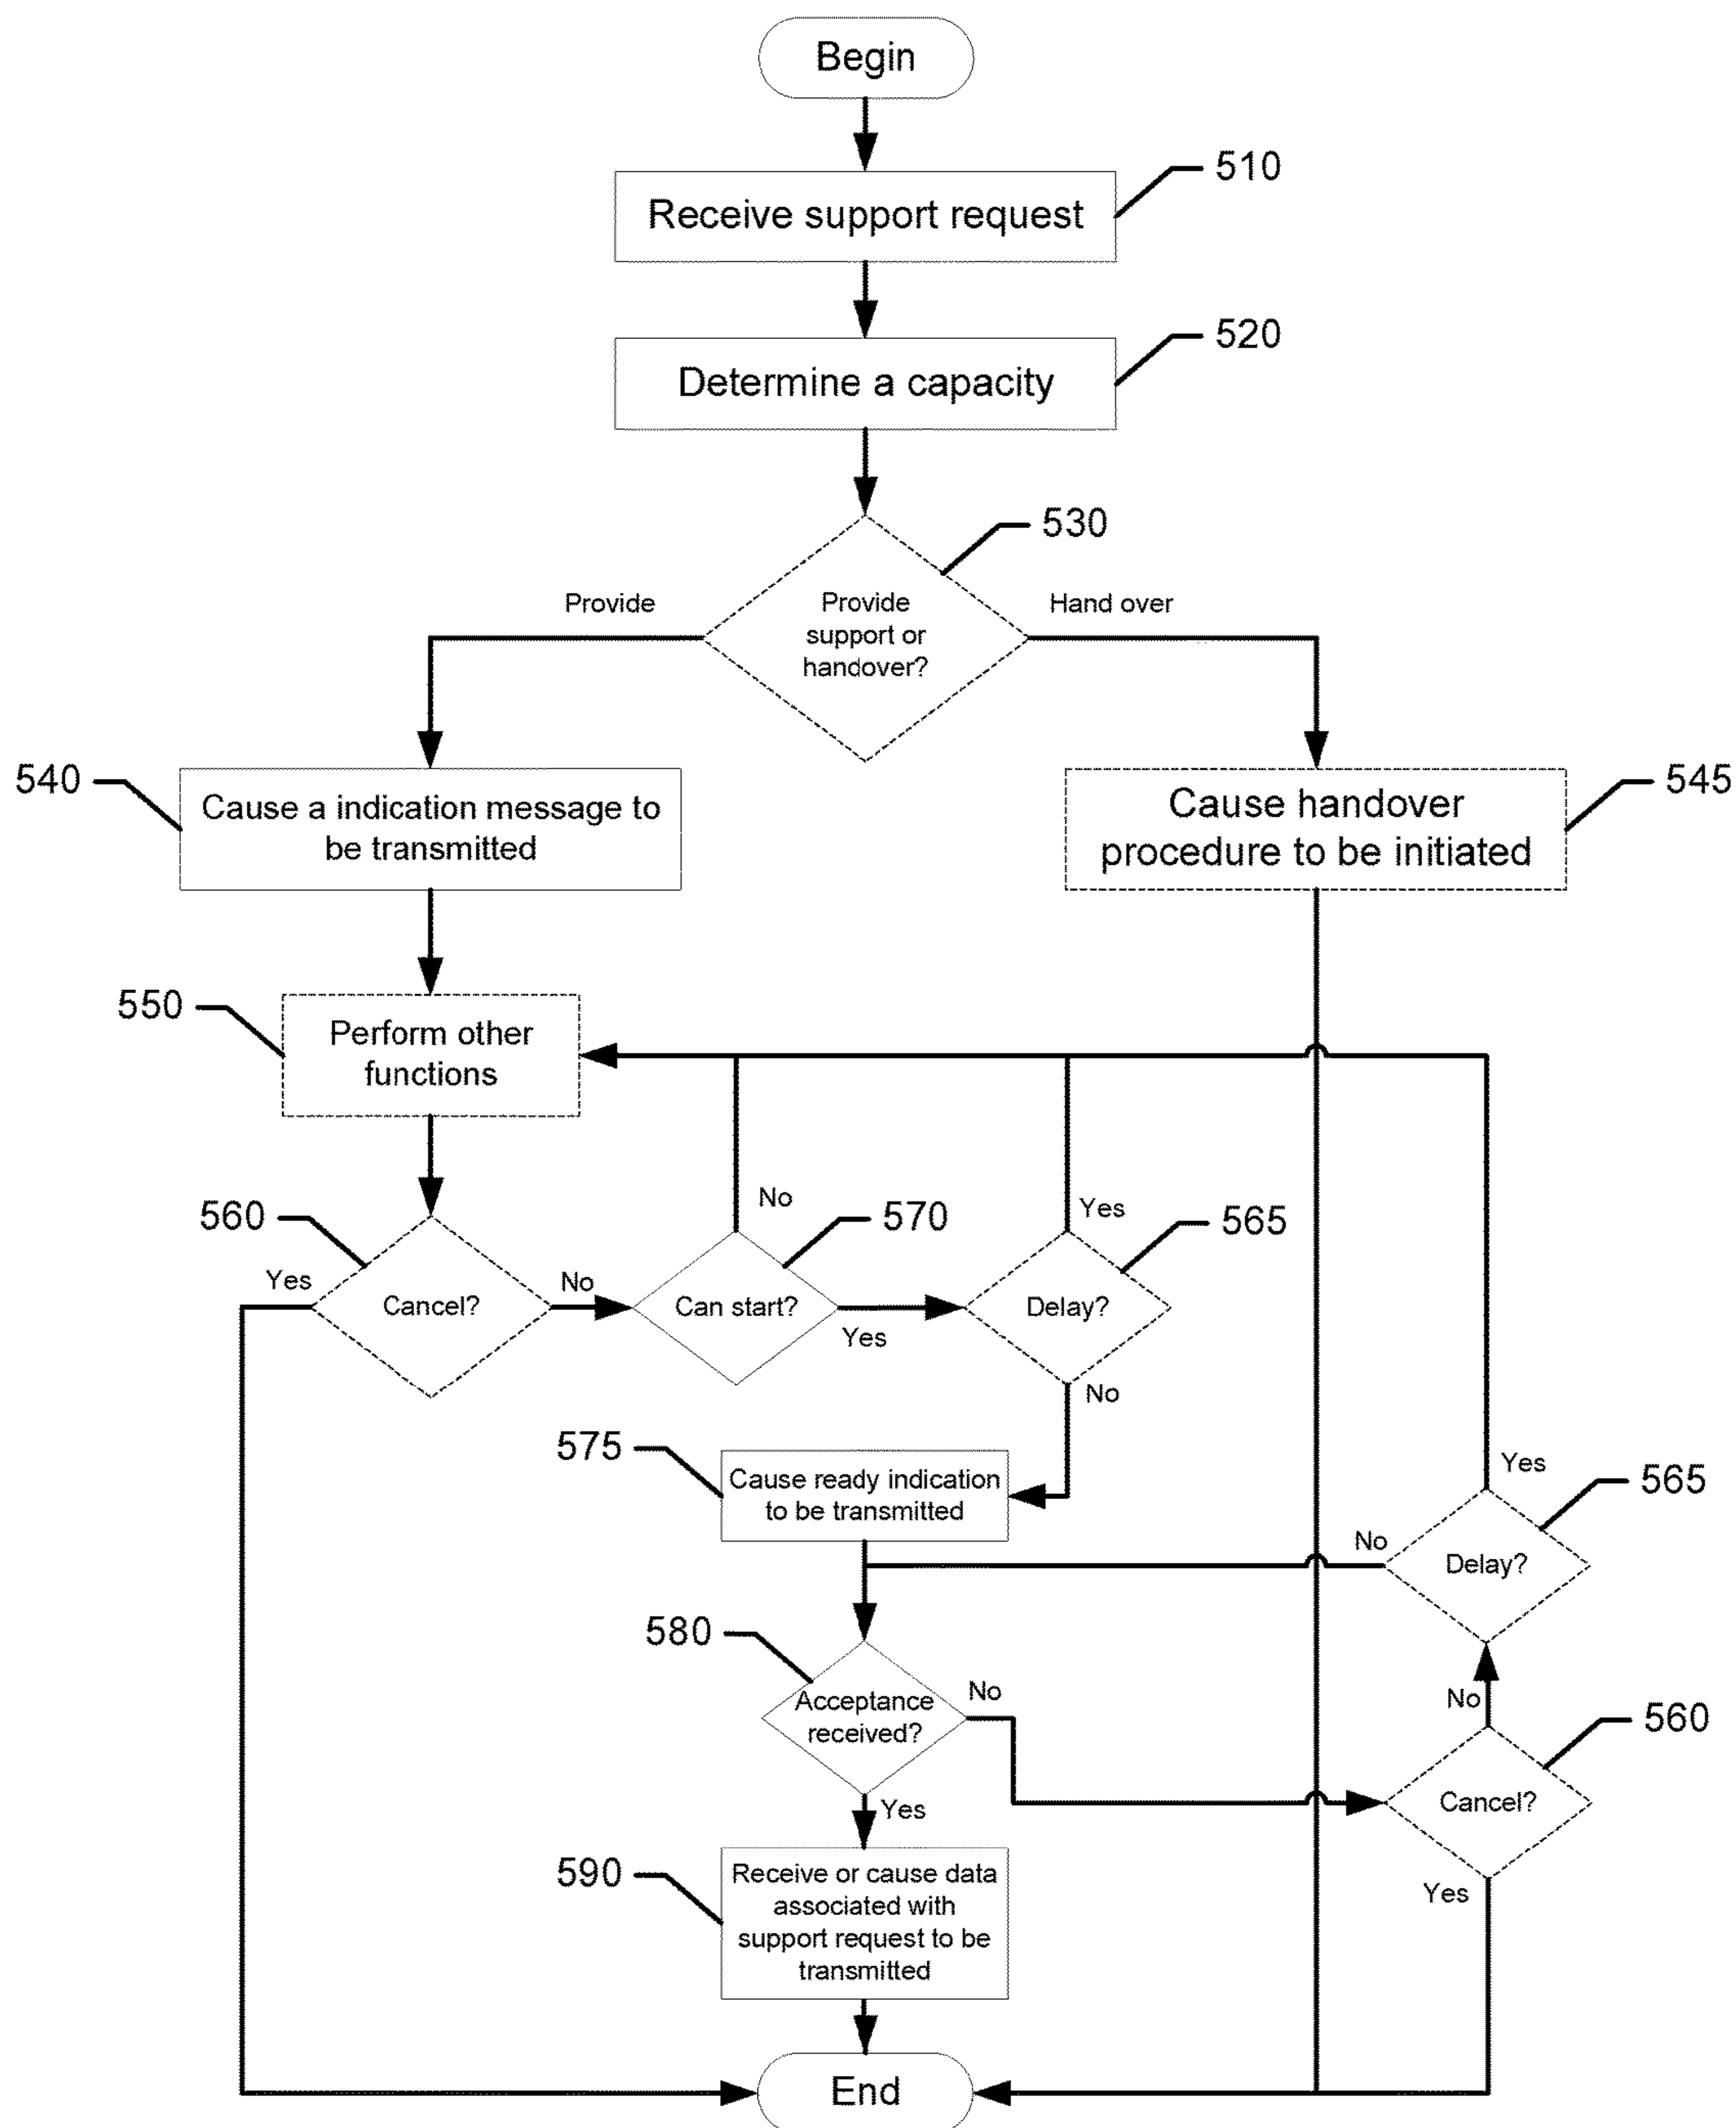 Begin
510
Receive support request
520
Determine a capacity
530
Provide
Provide
support or
handover?
Hand over
540
Cause a indication message to
be transmitted
545
Cause handover
procedure to be initiated
550
Perform other
functions
560
Yes
Cancel?
No
No
570
Can start?
Yes
Yes
565
Delay?
No
575
Cause ready indication
to be transmitted
Yes
565
No
Delay?
580
Acceptance
received?
No
No
560
Cancel?
Yes
Yes
590
Receive or cause data
associated with
support request to be
transmitted
End